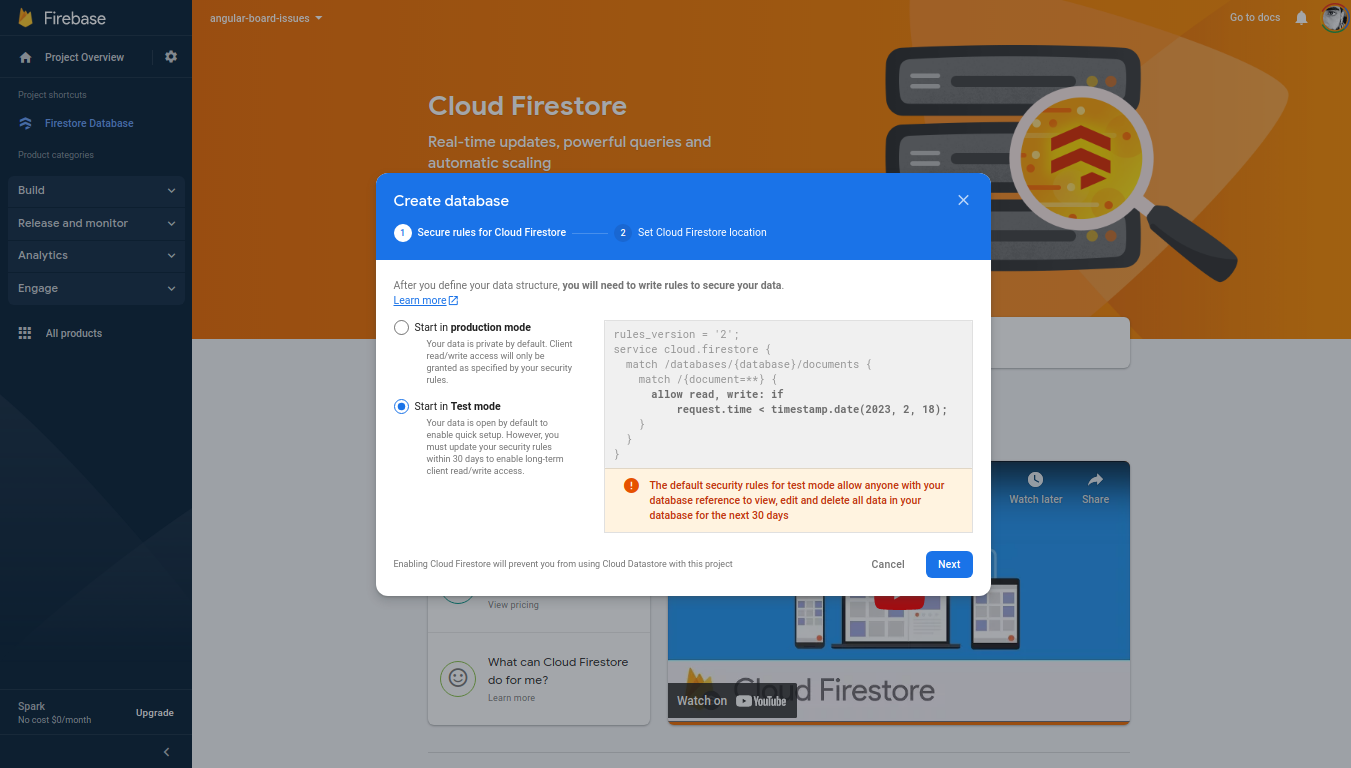 Firebase
Project Overview
Project shortcuts
Firestore Database
Product categories
Build
Release and monitor
Analytics
Engage
All products
Spark
No cost $0/month
Upgrade
angular-board-issues
Go to docs
Cloud Firestore
Real-time updates, powerful queries and
automatic scaling
Create database
1 Secure rules for Cloud Firestore
2 Set Cloud Firestore location
After you define your data structure, you will need to write rules to secure your data.
Learn more
Start in production mode
Your data is private by default. Client
read/write access will only be
granted as specified by your security
rules.
Start in Test mode
Your data is open by default to
enable quick setup. However, you
must update your security rules
within 30 days to enable long-term
client read/write access.
rules_version = '2';
service cloud.firestore {
match /databases/{database}/documents {
match /{document=**} {
allow read, write: if
request.time < timestamp.date(2023, 2, 18);
}
}
}
! The default security rules for test mode allow anyone with your
database reference to view, edit and delete all data in your
database for the next 30 days
Enabling Cloud Firestore will prevent you from using Cloud Datastore with this project
Cancel
Next
Watch later
Share
View pricing
What can Cloud Firestore
do for me?
Learn more
Cloud Firestore
Watch on YouTube